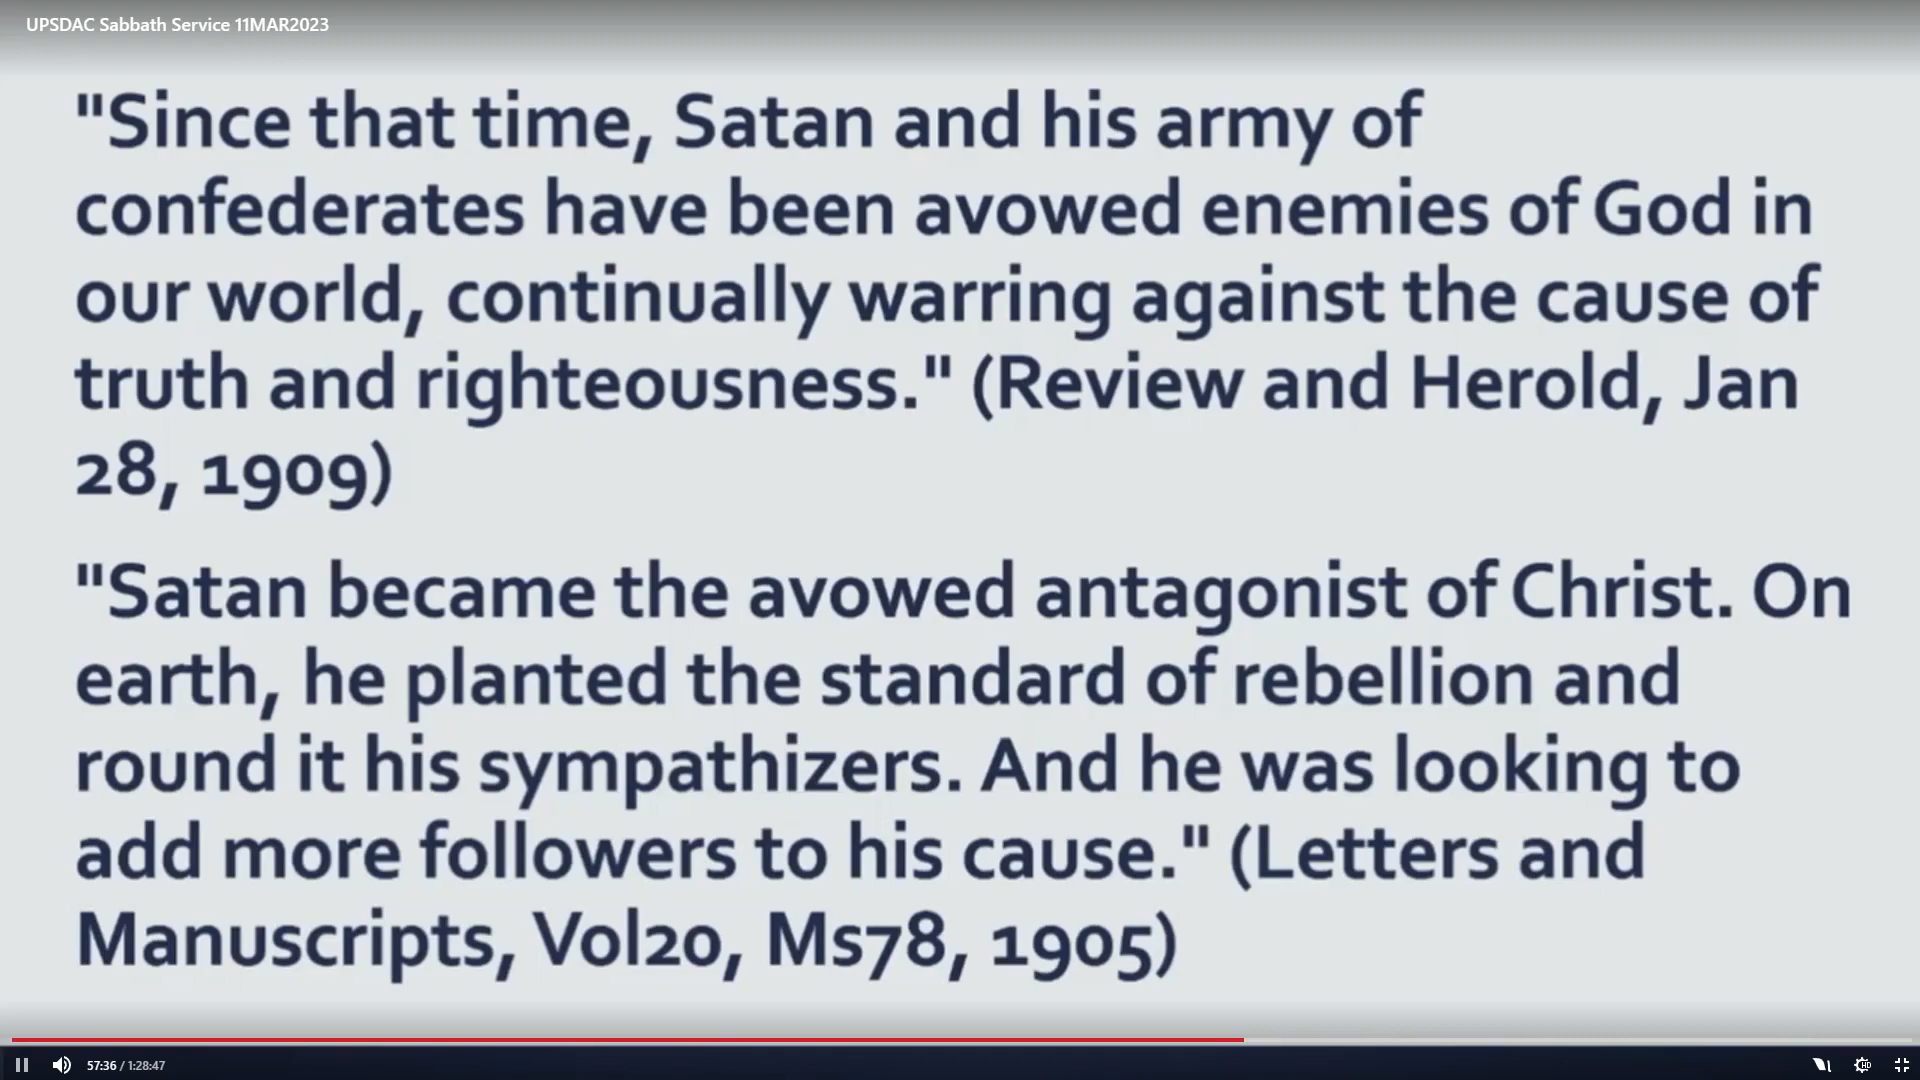 UPSDAC Sabbath Service 11MAR2023
"Since that time, Satan and his army of
confederates have been avowed enemies of God in
our world, continually warring against the cause of
truth and righteousness." (Review and Herold, Jan
28, 1909)
"Satan became the avowed antagonist of Christ. On
earth, he planted the standard of rebellion and
round it his sympathizers. And he was looking to
add more followers to his cause." (Letters and
Manuscripts, Vol20, Ms78, 1905)
57:36 / 1:28:47
HD